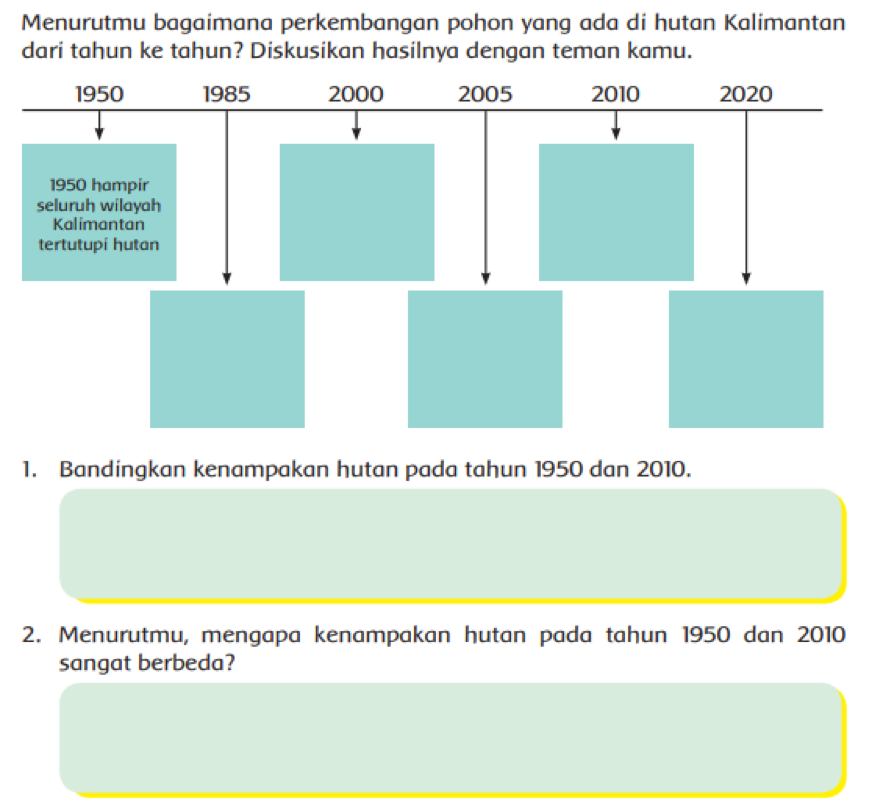 Menurutmu bagaimana perkembangan pohon yang ada di hutan Kalimantan
dari tahun ke tahun? Diskusikan hasilnya dengan teman kamu.
1950 1985 2000 2005 2010 2020
1950 hampir
seluruh wilayah
Kalimantan
tertutupi hutan
1. Bandingkan kenampakan hutan pada tahun 1950 dan 2010.
2. Menurutmu, mengapa kenampakan hutan pada tahun 1950 dan 2010
sangat berbeda?